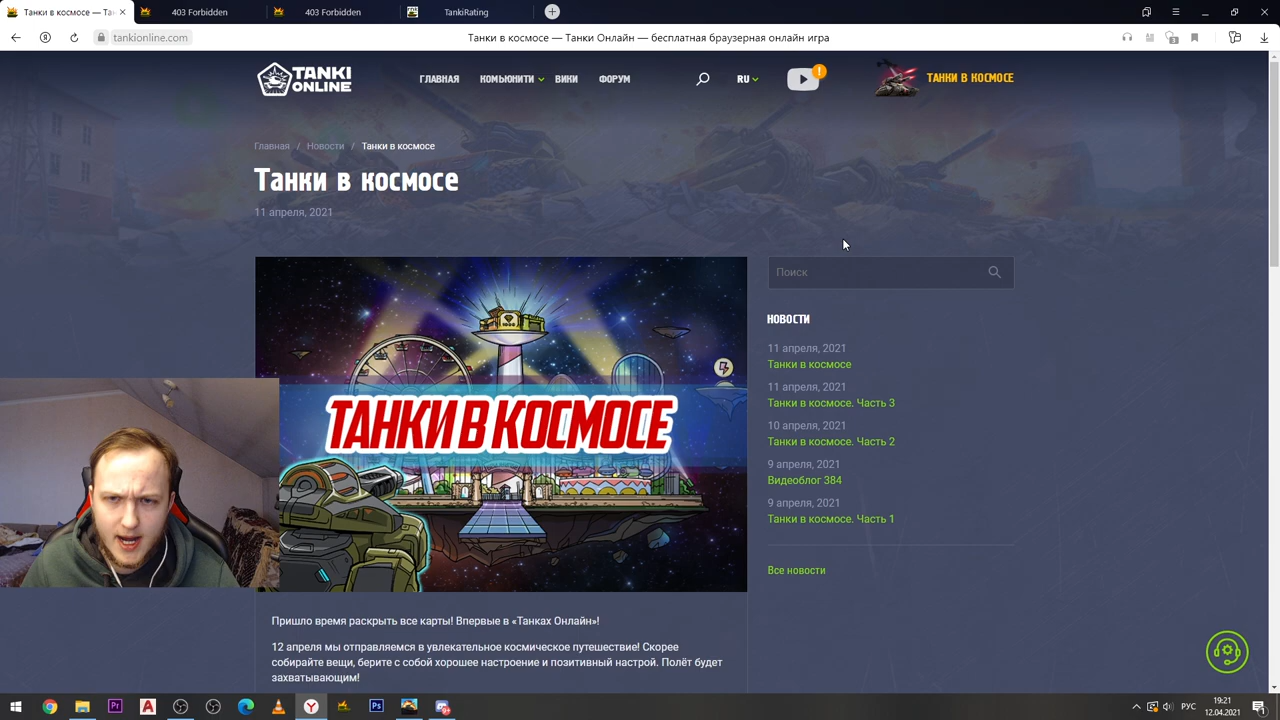 Танки в космосе — Тан
403 Forbidden
403 Forbidden
TankiRating
tankionline.com
Танки в космосе — Танки Онлайн — бесплатная браузерная онлайн игра
3
TANKI
ONLINE
ГЛАВНАЯ
КОМЬЮНИТИ
ВИКИ
ФОРУМ
RU
!
ТАНКИ В КОСМОСЕ
Главная / Новости / Танки в космосе
Танки в космосе
11 апреля, 2021
ТАНКИ В КОСМОСЕ
Поиск
НОВОСТИ
11 апреля, 2021
Танки в космосе
11 апреля, 2021
Танки в космосе. Часть 3
10 апреля, 2021
Танки в космосе. Часть 2
9 апреля, 2021
Видеоблог 384
9 апреля, 2021
Танки в космосе. Часть 1
Все новости
Пришло время раскрыть все карты! Впервые в «Танках Онлайн»!
12 апреля мы отправляемся в увлекательное космическое путешествие! Скорее
собирайте вещи, берите с собой хорошее настроение и позитивный настрой. Полёт будет
захватывающим!
Pr
A
Y
Ps
РУС
19:21
12.04.2021
1